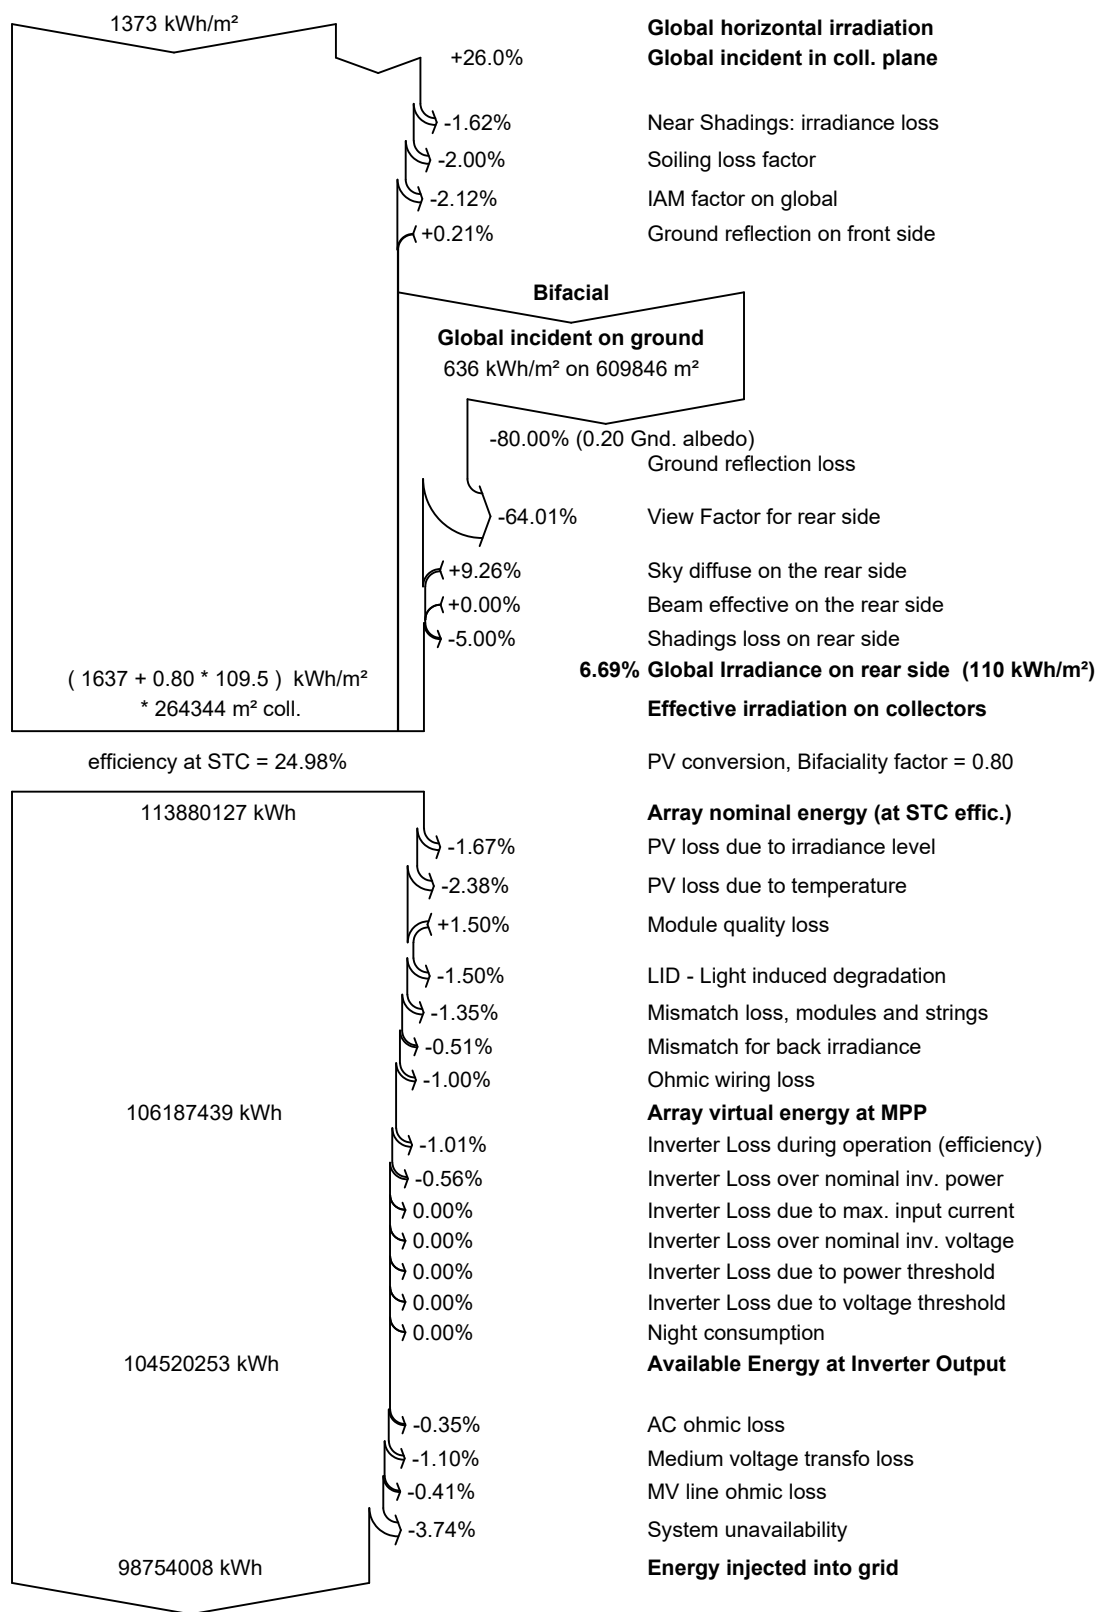 1373 kWh/m² Global horizontal irradiation
+26.0% Global incident in coll. plane
-1.62% Near Shadings: irradiance loss
-2.00% Soiling loss factor
-2.12% IAM factor on global
+0.21% Ground reflection on front side
Bifacial
Global incident on ground
636 kWh/m² on 609846 m²
-80.00% (0.20 Gnd. albedo)
Ground reflection loss
-64.01% View Factor for rear side
+9.26% Sky diffuse on the rear side
+0.00% Beam effective on the rear side
-5.00% Shadings loss on rear side
6.69% Global Irradiance on rear side (110 kWh/m²)
( 1637 + 0.80 * 109.5 ) kWh/m²
* 264344 m² coll. Effective irradiation on collectors
efficiency at STC = 24.98% PV conversion, Bifaciality factor = 0.80
113880127 kWh Array nominal energy (at STC effic.)
-1.67% PV loss due to irradiance level
-2.38% PV loss due to temperature
+1.50% Module quality loss
-1.50% LID - Light induced degradation
-1.35% Mismatch loss, modules and strings
-0.51% Mismatch for back irradiance
-1.00% Ohmic wiring loss
106187439 kWh Array virtual energy at MPP
-1.01% Inverter Loss during operation (efficiency)
-0.56% Inverter Loss over nominal inv. power
0.00% Inverter Loss due to max. input current
0.00% Inverter Loss over nominal inv. voltage
0.00% Inverter Loss due to power threshold
0.00% Inverter Loss due to voltage threshold
0.00% Night consumption
104520253 kWh Available Energy at Inverter Output
-0.35% AC ohmic loss
-1.10% Medium voltage transfo loss
-0.41% MV line ohmic loss
-3.74% System unavailability
98754008 kWh Energy injected into grid